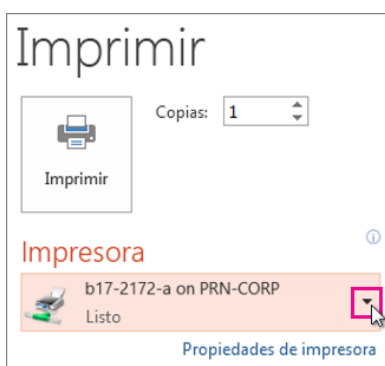 Imprimir
Copias: 1
Imprimir
Impresora
b17-2172-a on PRN-CORP
Listo
Propiedades de impresora